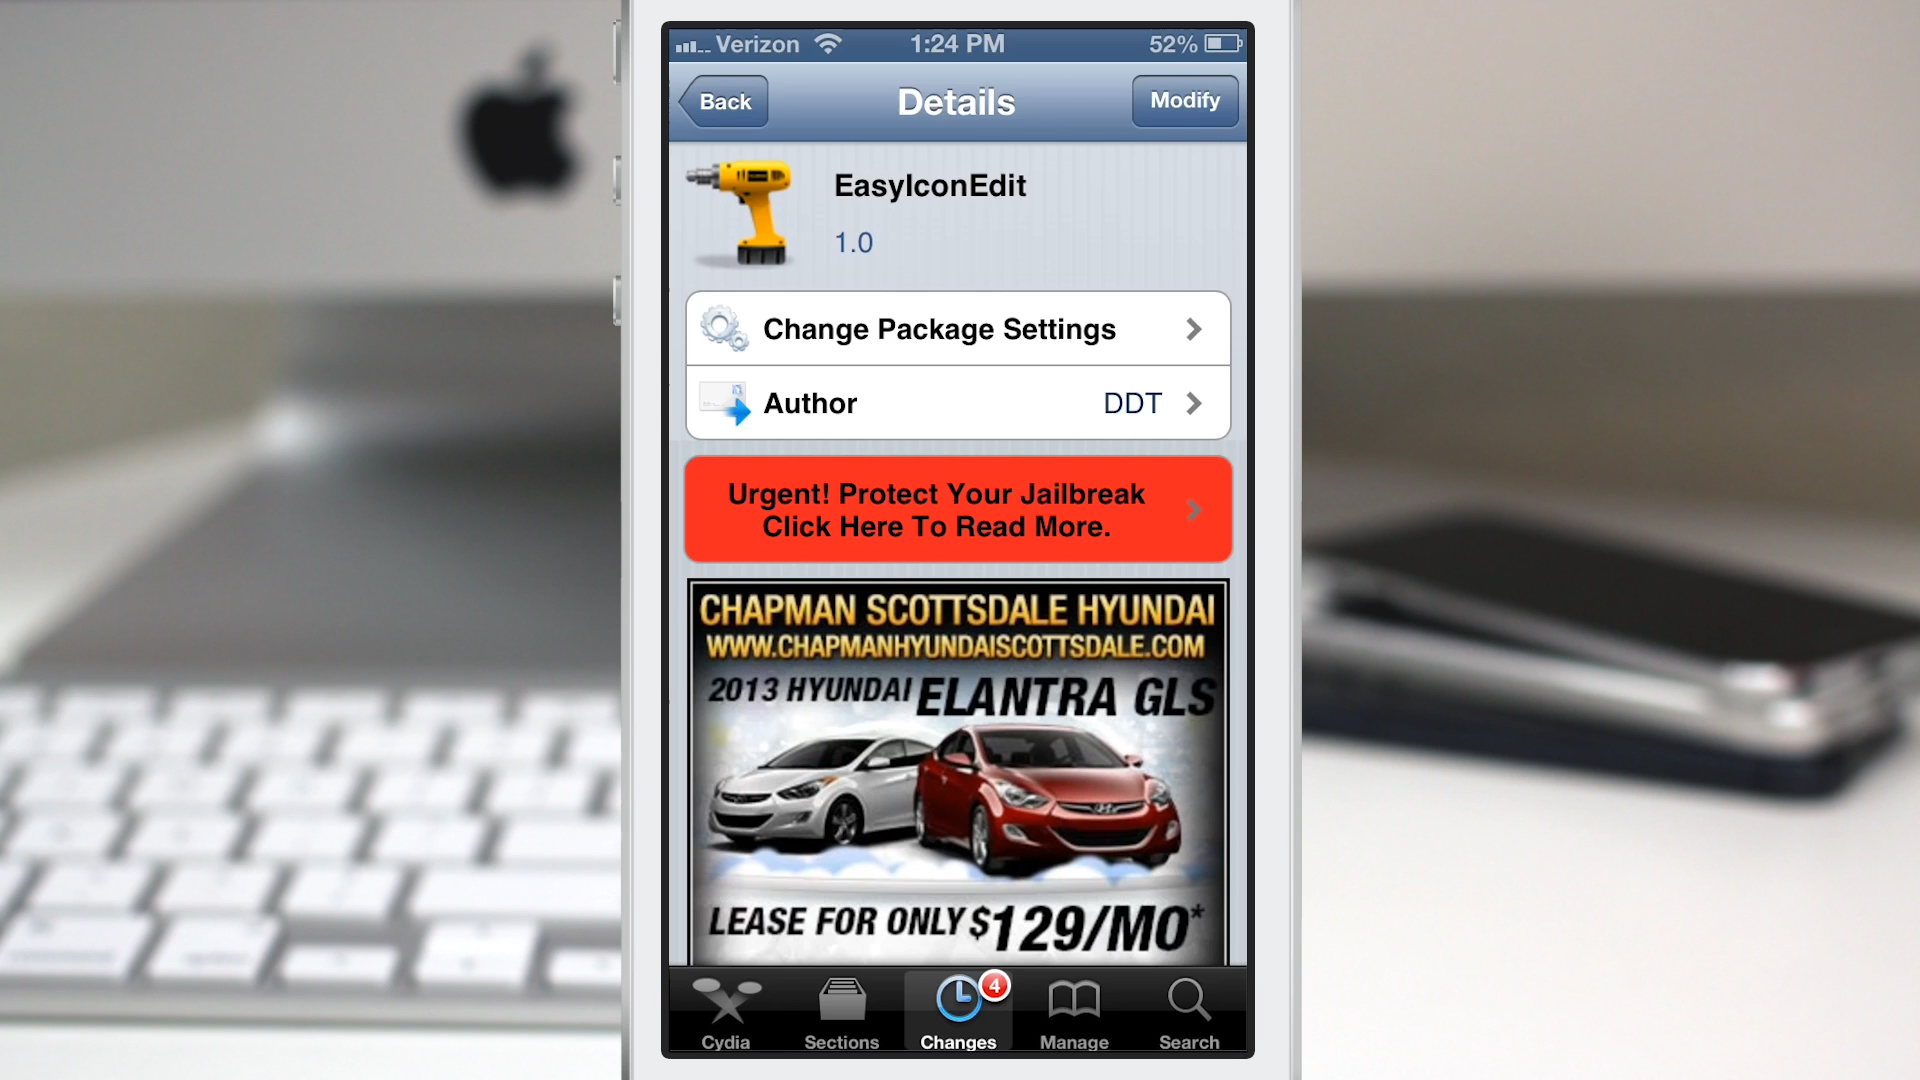 Verizon 1:24 PM 52%
Back Details Modify
EasyIconEdit
1.0
Change Package Settings
Author DDT
Urgent! Protect Your Jailbreak
Click Here To Read More.
CHAPMAN SCOTTSDALE HYUNDAI
WWW.CHAPMANHYUNDAISCOTTSDALE.COM
2013 HYUNDAI ELANTRA GLS
LEASE FOR ONLY $129/MO*
4
Cydia Sections Changes Manage Search